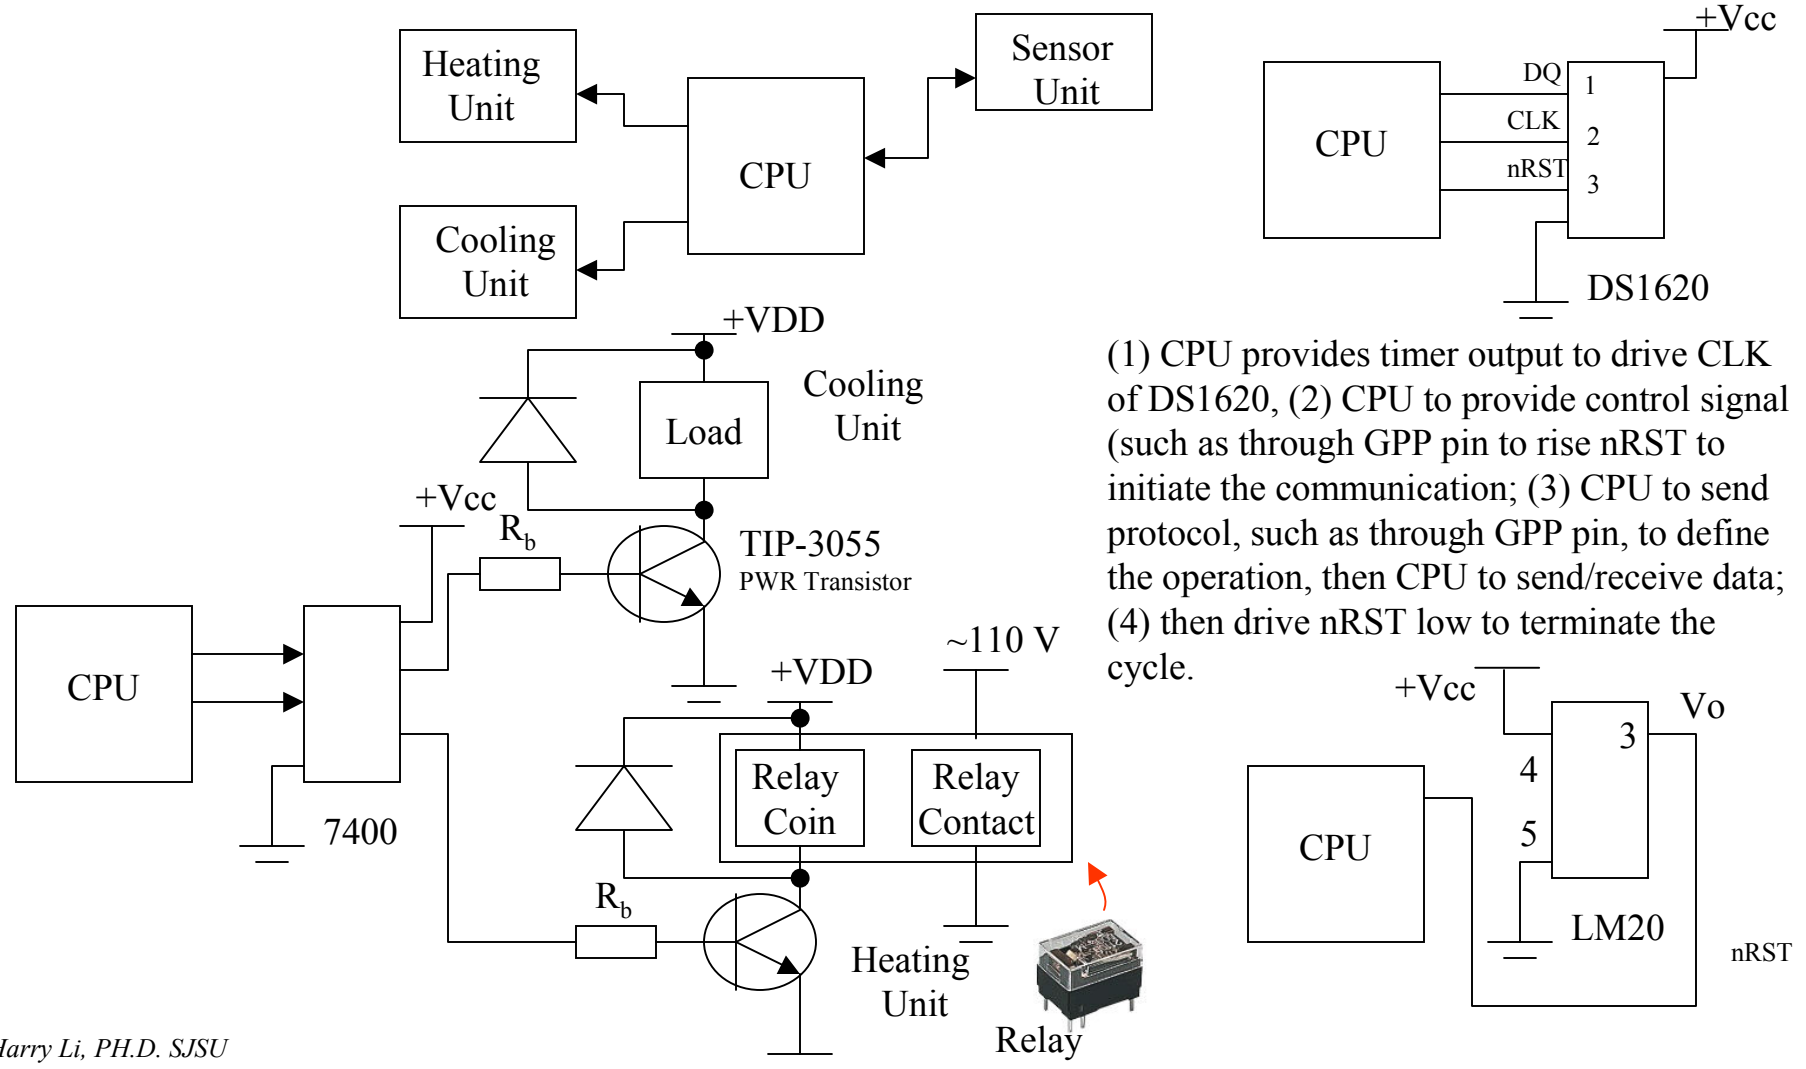 Heating
Unit
CPU
Sensor
Unit
Cooling
Unit
+Vcc
CPU
DQ
1
CLK
2
nRST
3
DS1620
+VDD
Load
Cooling
Unit
+Vcc
Rb
TIP-3055
PWR Transistor
CPU
7400
~110 V
+VDD
Relay
Coin
Relay
Contact
Rb
Heating
Unit
Relay
(1) CPU provides timer output to drive CLK
of DS1620, (2) CPU to provide control signal
(such as through GPP pin to rise nRST to
initiate the communication; (3) CPU to send
protocol, such as through GPP pin, to define
the operation, then CPU to send/receive data;
(4) then drive nRST low to terminate the
cycle.
+Vcc
Vo
3
4
5
CPU
LM20
nRST
Harry Li, PH.D. SJSU